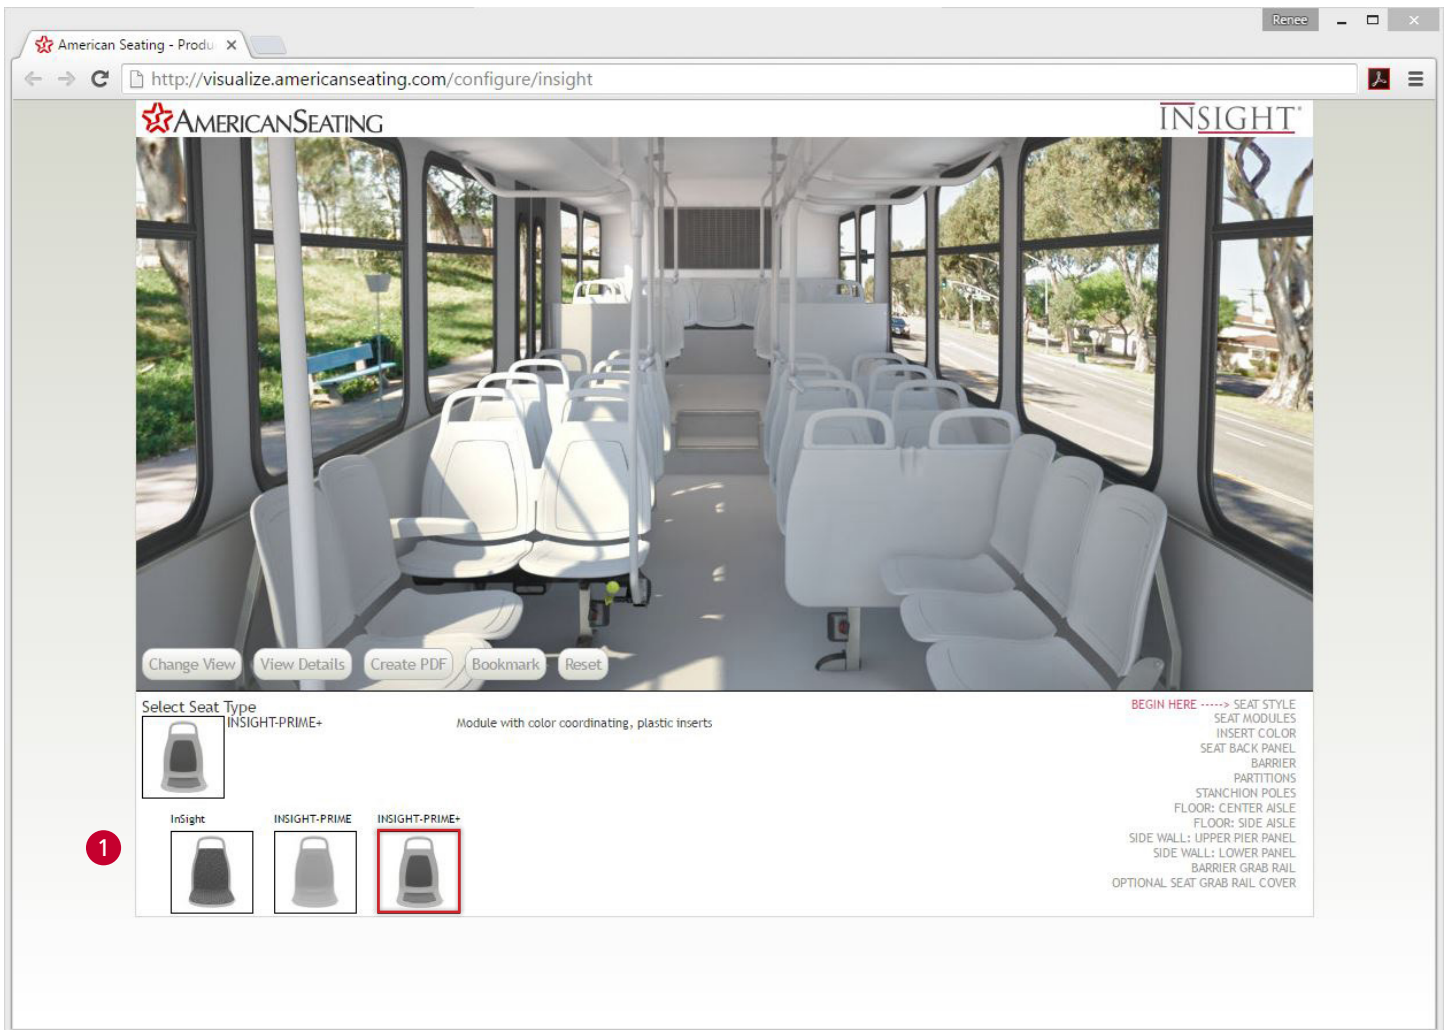 Renee
American Seating - Produ
http://visualize.americanseating.com/configure/insight
AMERICANSEATING
INSIGHT
Change View
View Details
Create PDF
Bookmark
Reset
Select Seat Type
INSIGHT-PRIME+
Module with color coordinating, plastic inserts
InSight
INSIGHT-PRIME
INSIGHT-PRIME+
1
BEGIN HERE -----> SEAT STYLE
SEAT MODULES
INSERT COLOR
SEAT BACK PANEL
BARRIER
PARTITIONS
STANCHION POLES
FLOOR: CENTER AISLE
FLOOR: SIDE AISLE
SIDE WALL: UPPER PIER PANEL
SIDE WALL: LOWER PANEL
BARRIER GRAB RAIL
OPTIONAL SEAT GRAB RAIL COVER